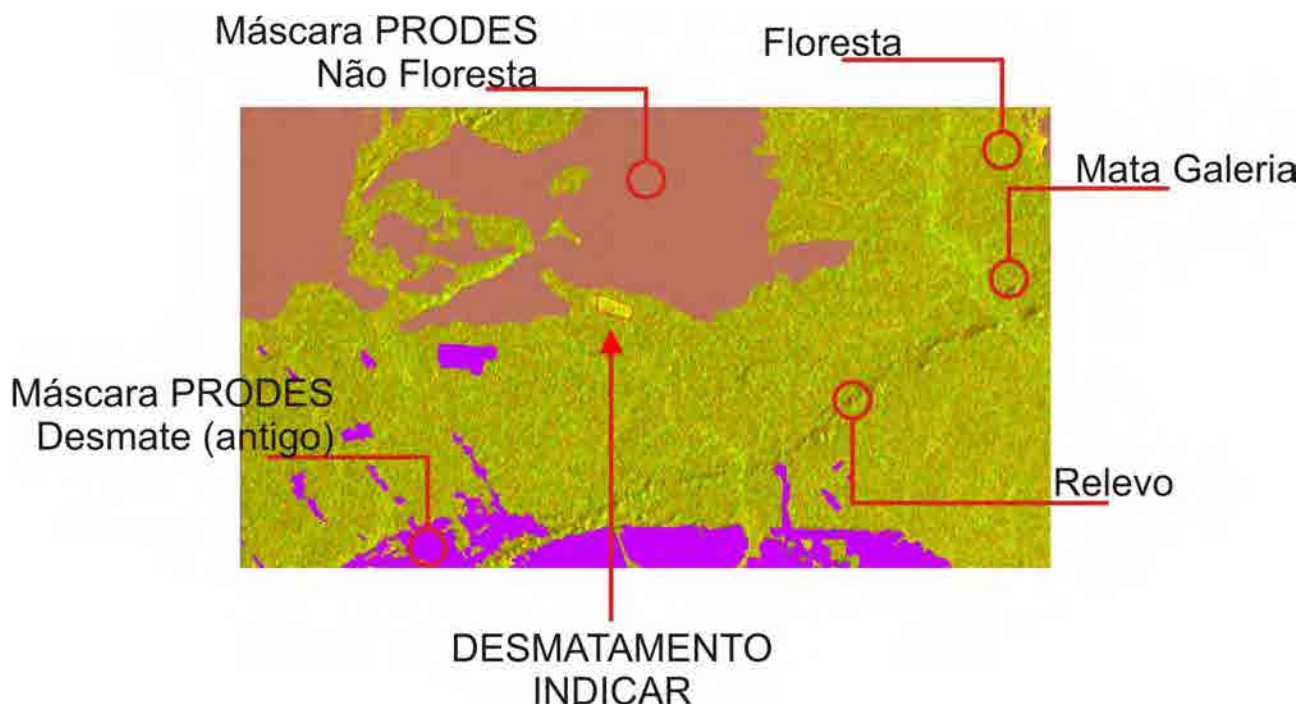 Máscara PRODES
Não Floresta
Floresta
Mata Galeria
Máscara PRODES
Desmate (antigo)
Relevo
DESMATAMENTO
INDICAR